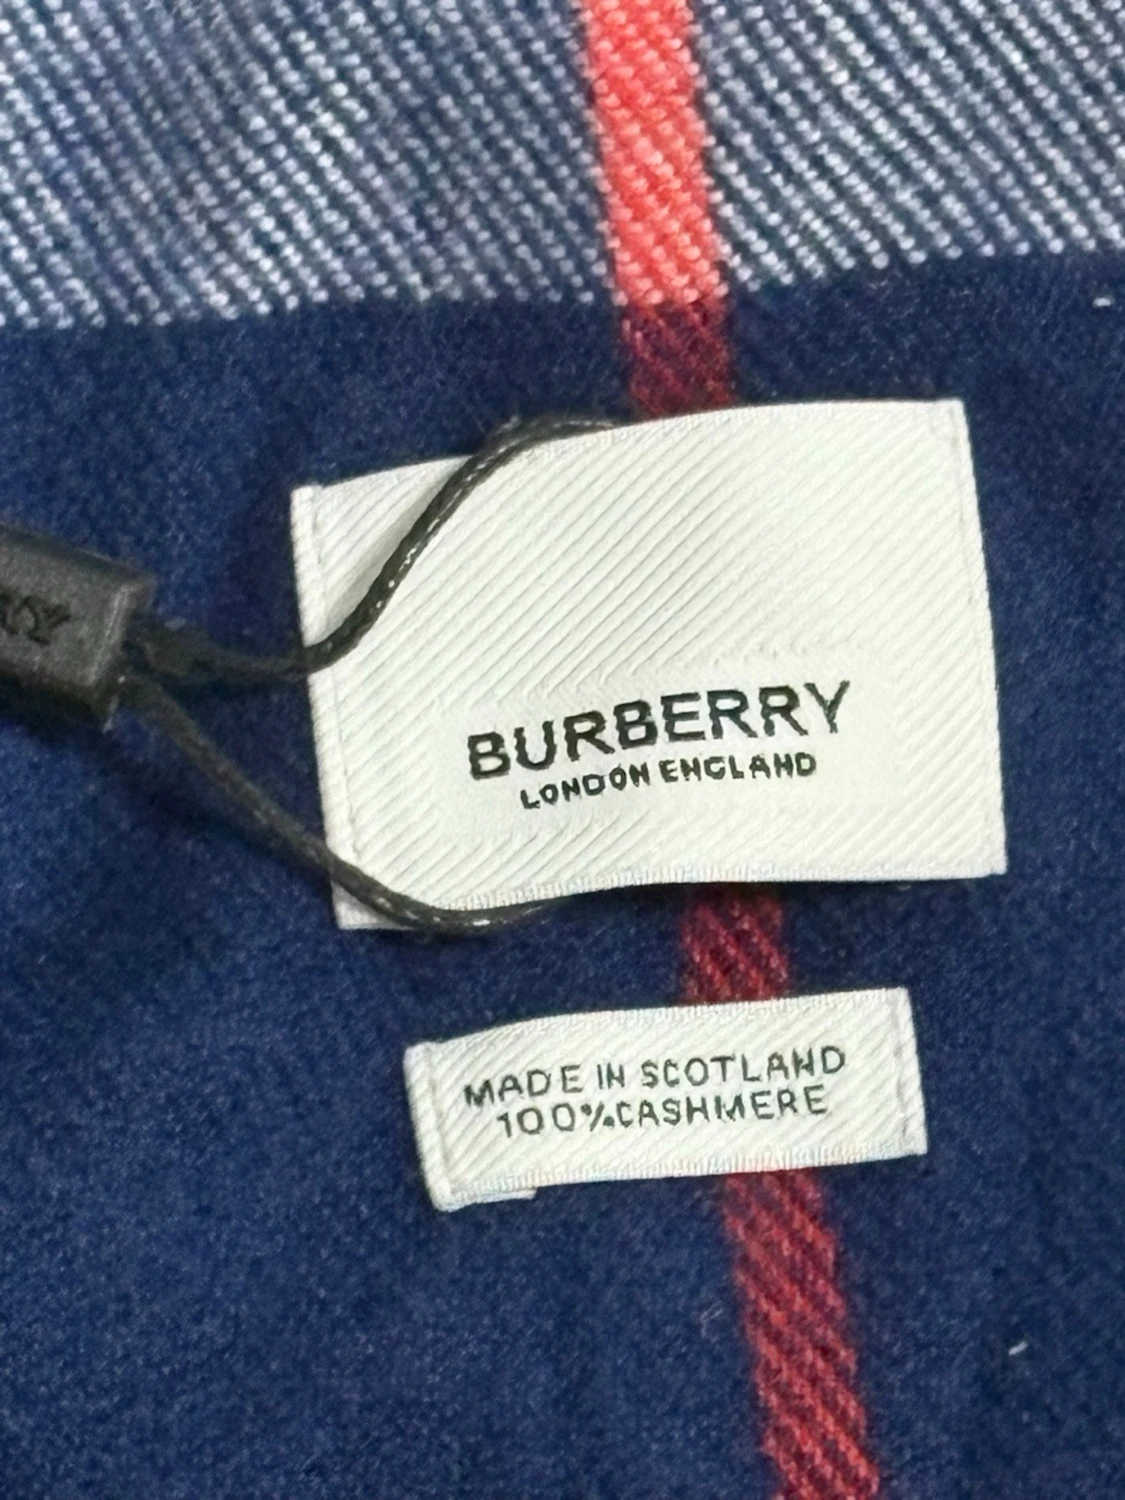 BURBERRY
LONDON ENGLAND
MADE IN SCOTLAND
100%CASHMERE